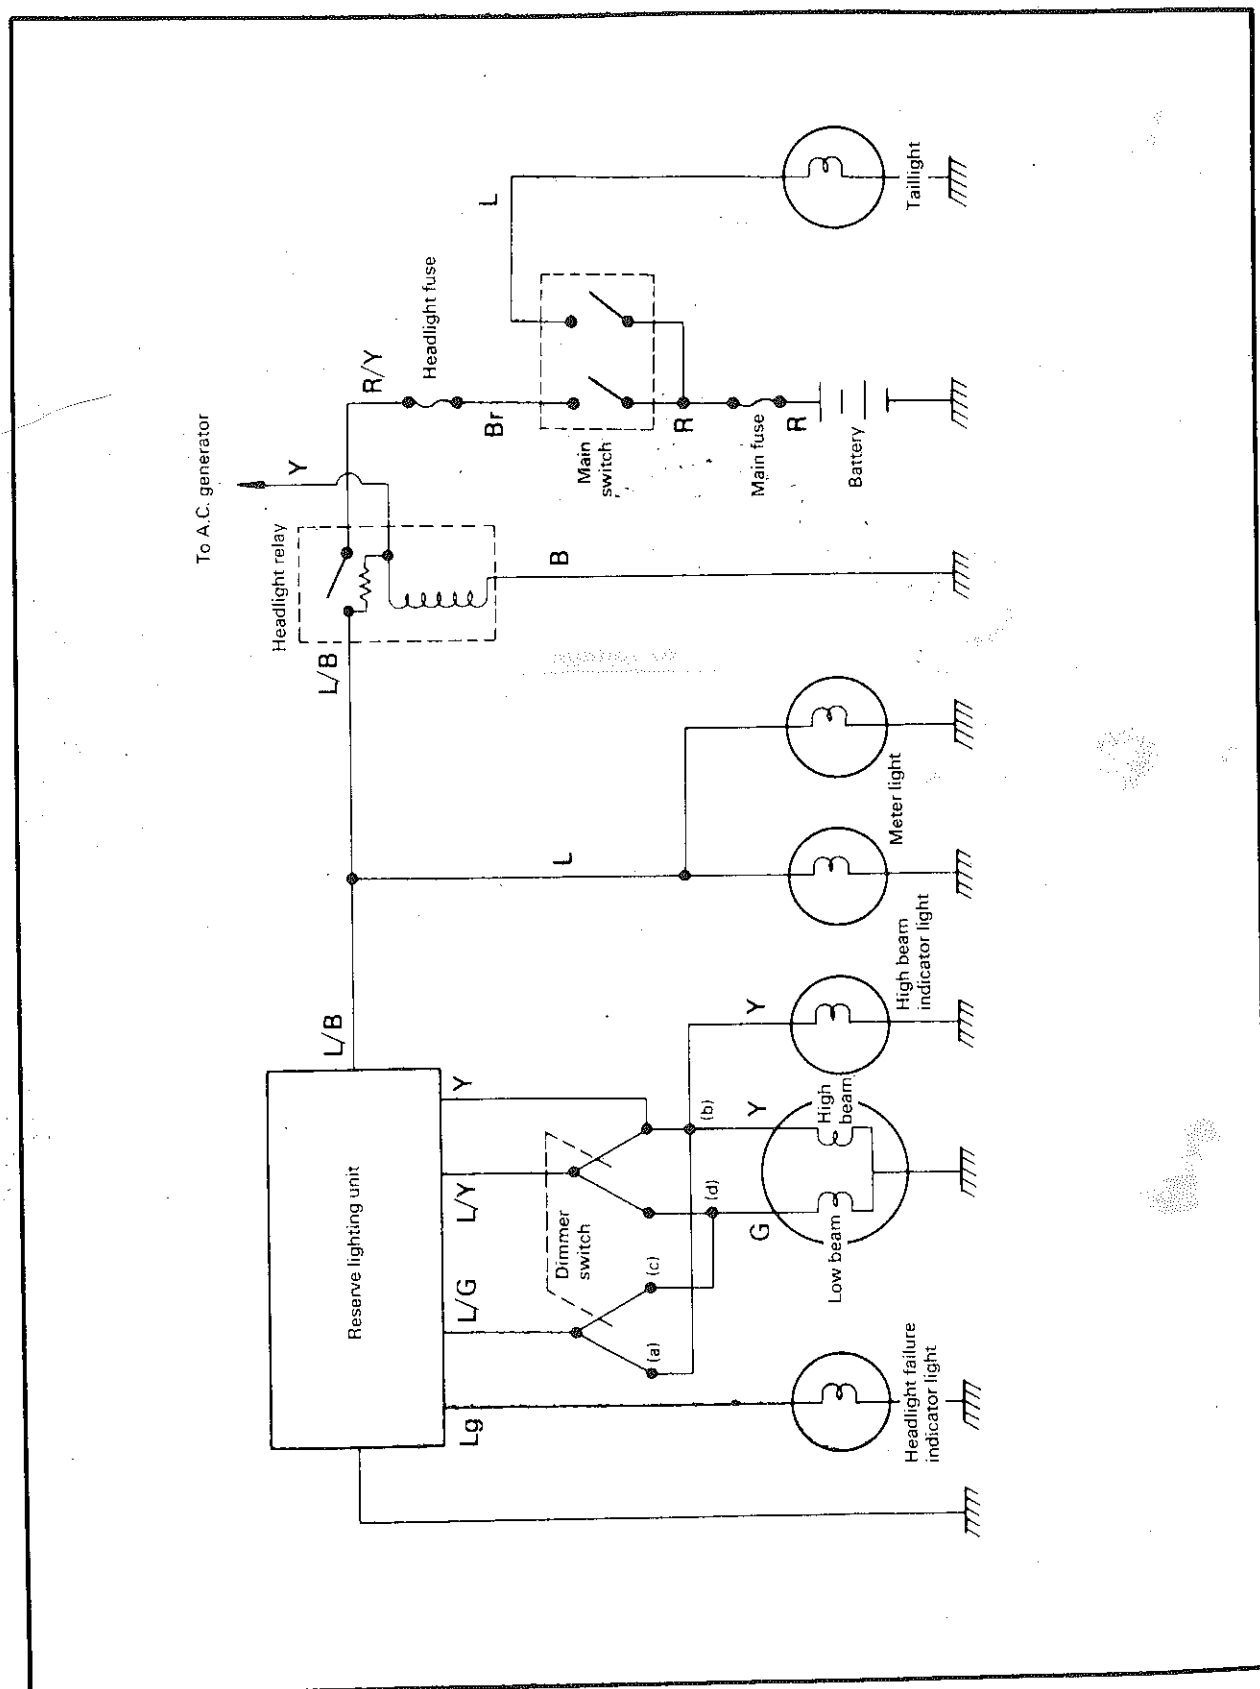 To A.C. generator
Y
R/Y
Headlight fuse
L
Headlight relay
Br
Main
switch
R
Main fuse
R
Battery
Taillight
L/B
B
L/B
L
Meter light
Reserve lighting unit
Y
L/Y
L/G
Lg
Dimmer
switch
(a)
(c)
(d)
(b)
Y
Y
G
High
beam
Low beam
High beam
indicator light
Headlight failure
indicator light